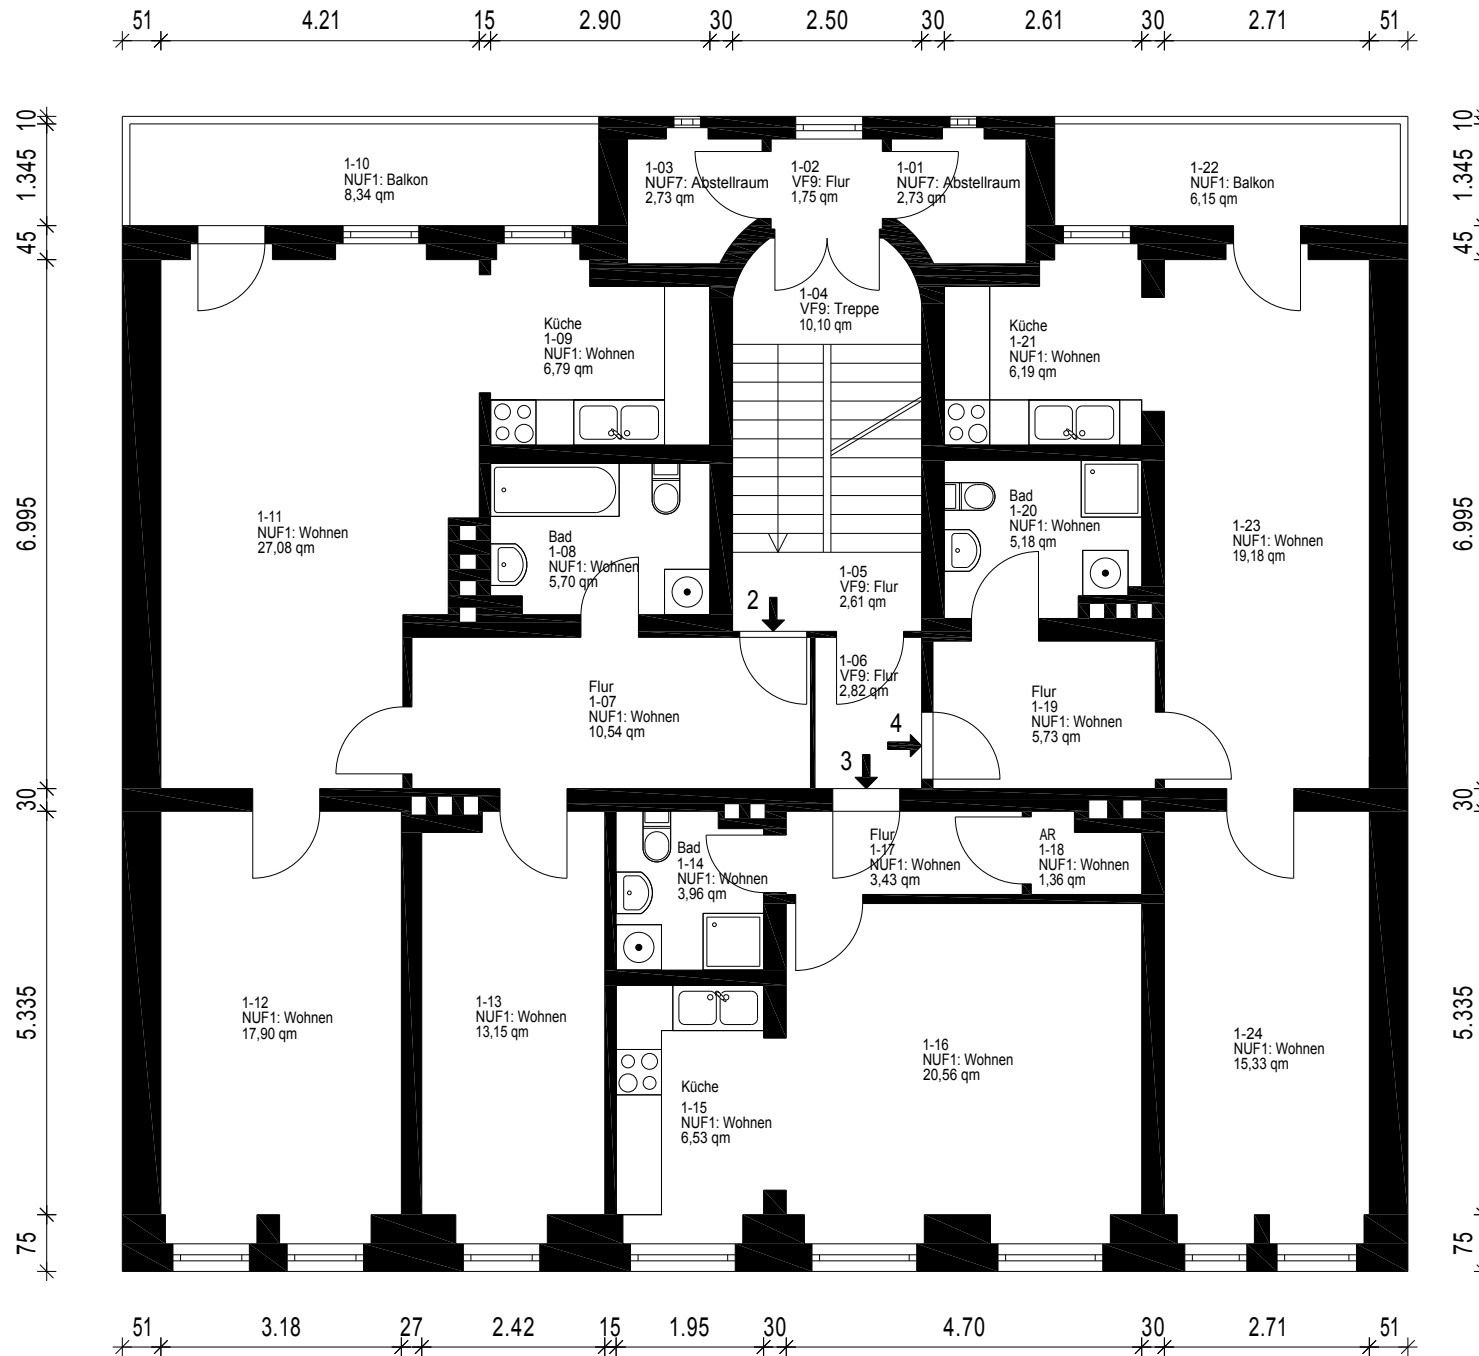 51 4.21 15 2.90 30 2.50 30 2.61 30 2.71 51
10
1.345
45
6.995
30
5.335
75
10
1.345
45
6.995
30
5.335
75
1-10
NUF1: Balkon
8,34 qm
1-03
NUF7: Abstellraum
2,73 qm
1-02
VF9: Flur
1,75 qm
1-01
NUF7: Abstellraum
2,73 qm
1-22
NUF1: Balkon
6,15 qm
1-04
VF9: Treppe
10,10 qm
Küche
1-09
NUF1: Wohnen
6,79 qm
Küche
1-21
NUF1: Wohnen
6,19 qm
1-11
NUF1: Wohnen
27,08 qm
Bad
1-08
NUF1: Wohnen
5,70 qm
Bad
1-20
NUF1: Wohnen
5,18 qm
1-23
NUF1: Wohnen
19,18 qm
1-05
VF9: Flur
2,61 qm
2
1-06
VF9: Flur
2,82 qm
Flur
1-07
NUF1: Wohnen
10,54 qm
Flur
1-19
NUF1: Wohnen
5,73 qm
4
3
Bad
1-14
NUF1: Wohnen
3,96 qm
Flur
1-17
NUF1: Wohnen
3,43 qm
AR
1-18
NUF1: Wohnen
1,36 qm
1-12
NUF1: Wohnen
17,90 qm
1-13
NUF1: Wohnen
13,15 qm
Küche
1-15
NUF1: Wohnen
6,53 qm
1-16
NUF1: Wohnen
20,56 qm
1-24
NUF1: Wohnen
15,33 qm
51 3.18 27 2.42 15 1.95 30 4.70 30 2.71 51